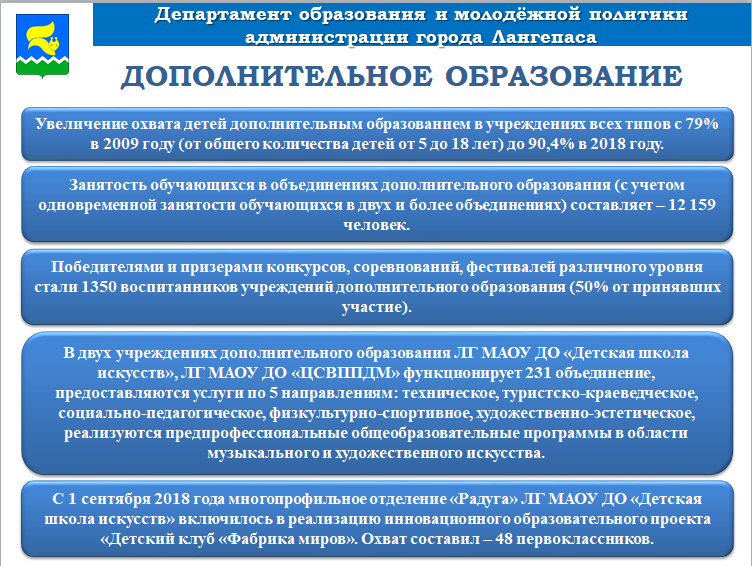 Департамент образования и молодёжной политики
администрации города Лангепаса
ДОПОЛНИТЕЛЬНОЕ ОБРАЗОВАНИЕ
Увеличение охвата детей дополнительным образованием в учреждениях всех типов с 79%
в 2009 году (от общего количества детей от 5 до 18 лет) до 90,4% в 2018 году.
Занятость обучающихся в объединениях дополнительного образования (с учетом
одновременной занятости обучающихся в двух и более объединениях) составляет – 12 159
человек.
Победителями и призерами конкурсов, соревнований, фестивалей различного уровня
стали 1350 воспитанников учреждений дополнительного образования (50% от принявших
участие).
В двух учреждениях дополнительного образования ЛГ МАОУ ДО «Детская школа
искусств», ЛГ МАОУ ДО «ЦСВППДМ» функционирует 231 объединение,
предоставляются услуги по 5 направлениям: техническое, туристско-краеведческое,
социально-педагогическое, физкультурно-спортивное, художественно-эстетическое,
реализуются предпрофессиональные общеобразовательные программы в области
музыкального и художественного искусства.
С 1 сентября 2018 года многопрофильное отделение «Радуга» ЛГ МАОУ ДО «Детская
школа искусств» включилось в реализацию инновационного образовательного проекта
«Детский клуб «Фабрика миров». Охват составил – 48 первоклассников.